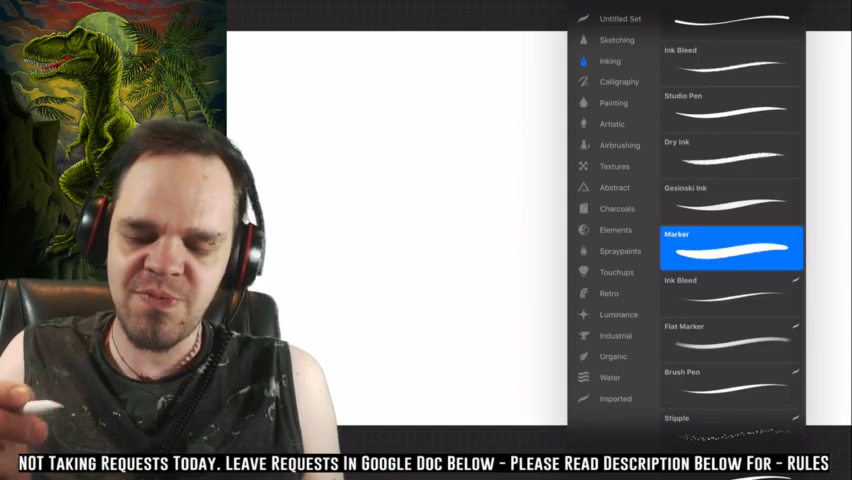 Untitled Set
Sketching
Inking
Calligraphy
Painting
Artistic
Airbrushing
Textures
Abstract
Charcoals
Elements
Spraypaints
Touchups
Retro
Luminance
Industrial
Organic
Water
Imported
Ink Bleed
Studio Pen
Dry Ink
Gesinski Ink
Marker
Ink Bleed
Flat Marker
Brush Pen
Stipple
NOT TAKING REQUESTS TODAY. LEAVE REQUESTS IN GOOGLE DOC BELOW - PLEASE READ DESCRIPTION BELOW FOR - RULES